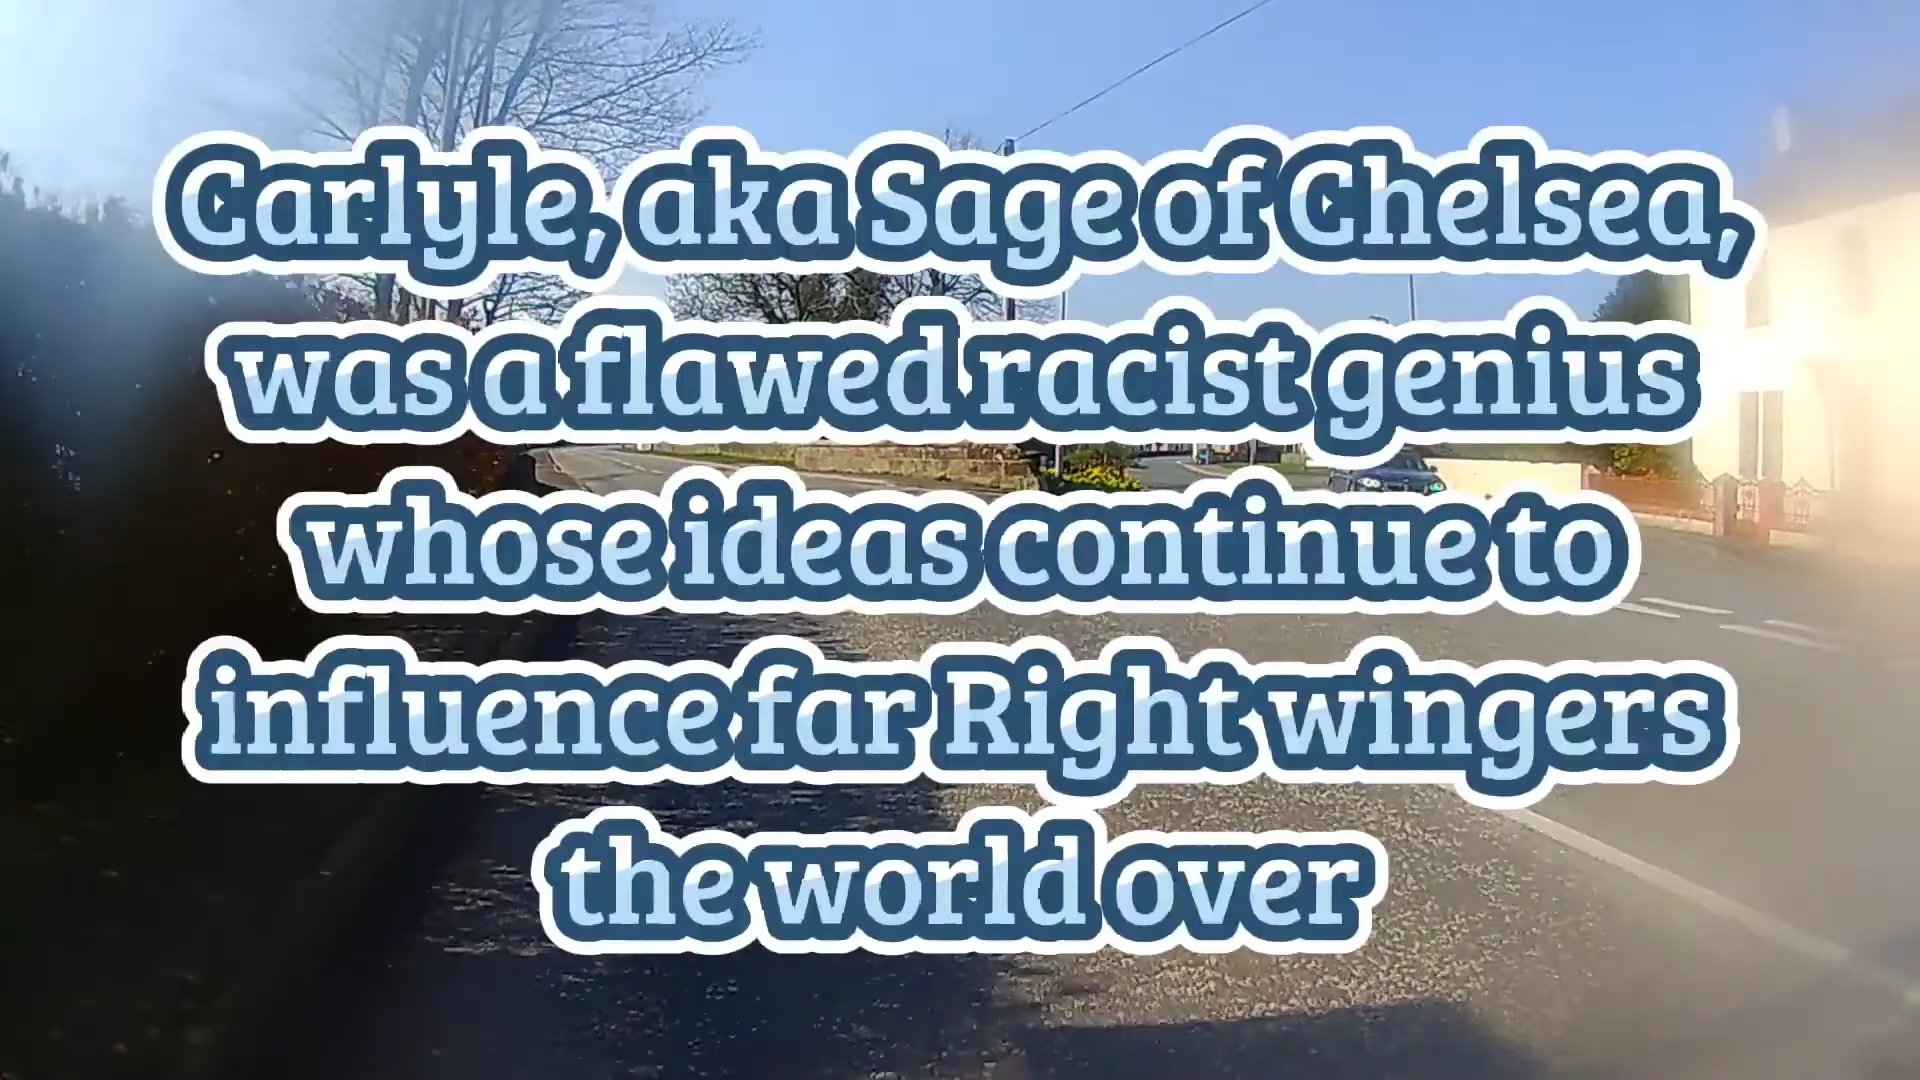 Carlyle, aka Sage of Chelsea,
was a flawed racist genius
whose ideas continue to
influence far Right wingers
the world over